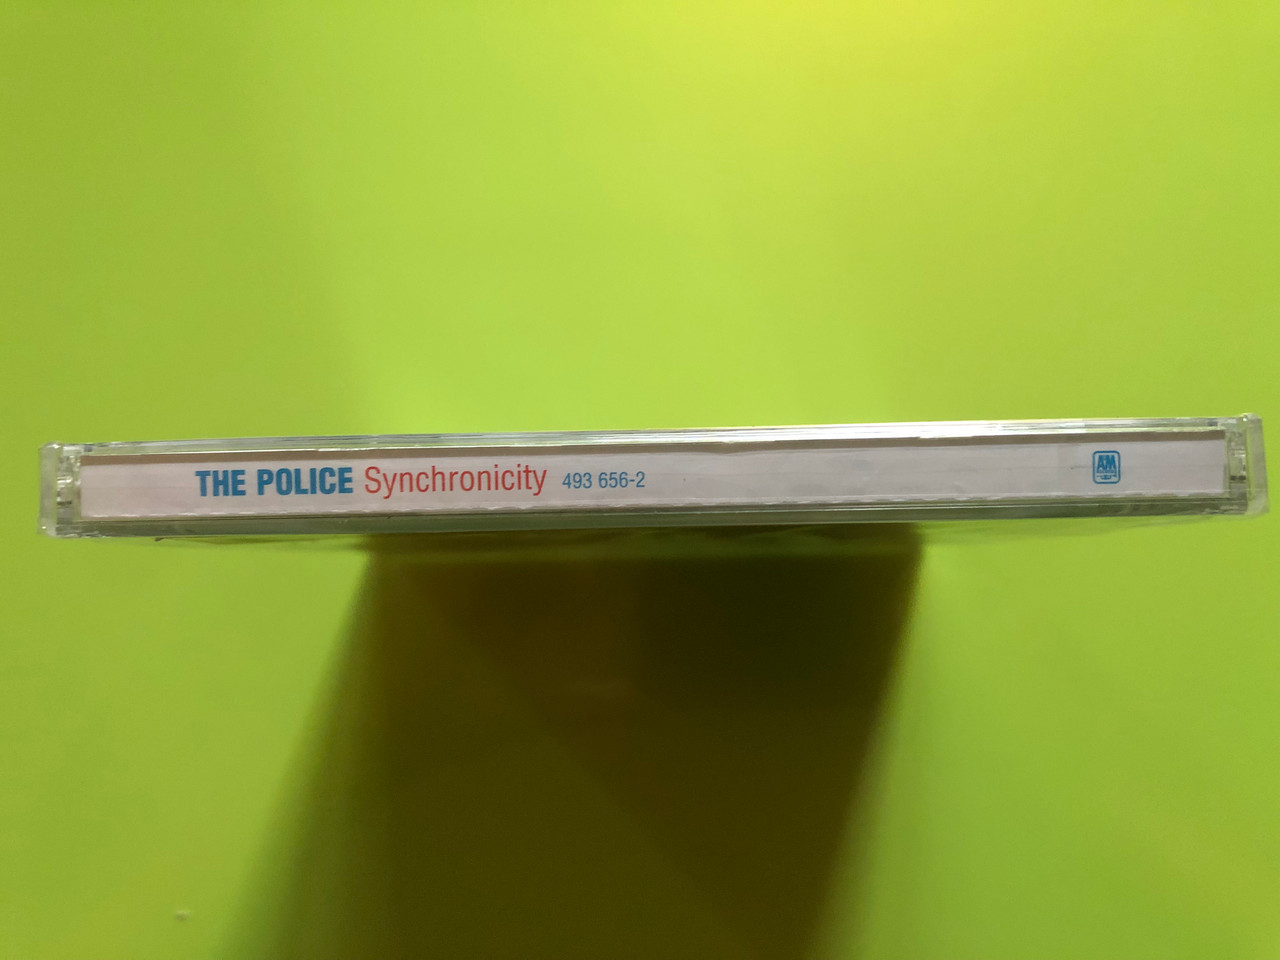 THE POLICE Synchronicity 493 656-2 A&M